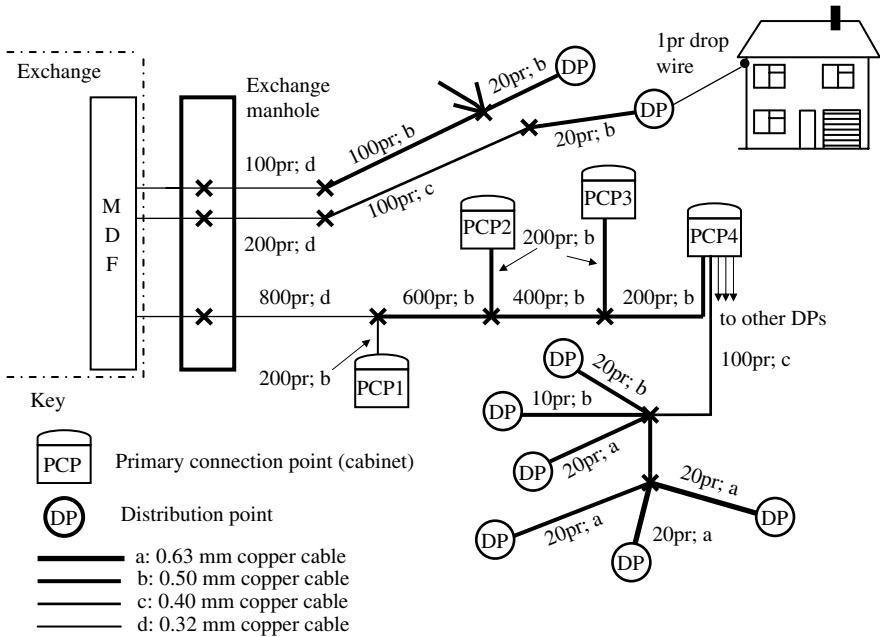 Exchange
MDF
Exchange
manhole
100pr; d
200pr; d
800pr; d
100pr; b
20pr; b
DP
100pr; c
20pr; b
DP
1pr drop
wire
PCP2
PCP3
PCP4
200pr; b
600pr; b
400pr; b
200pr; b
to other DPs
100pr; c
200pr; b
PCP1
DP
20pr; b
DP
10pr; b
DP
20pr; a
DP
20pr; a
DP
20pr; a
20pr; a
DP
Key
PCP
Primary connection point (cabinet)
DP
Distribution point
a: 0.63 mm copper cable
b: 0.50 mm copper cable
c: 0.40 mm copper cable
d: 0.32 mm copper cable